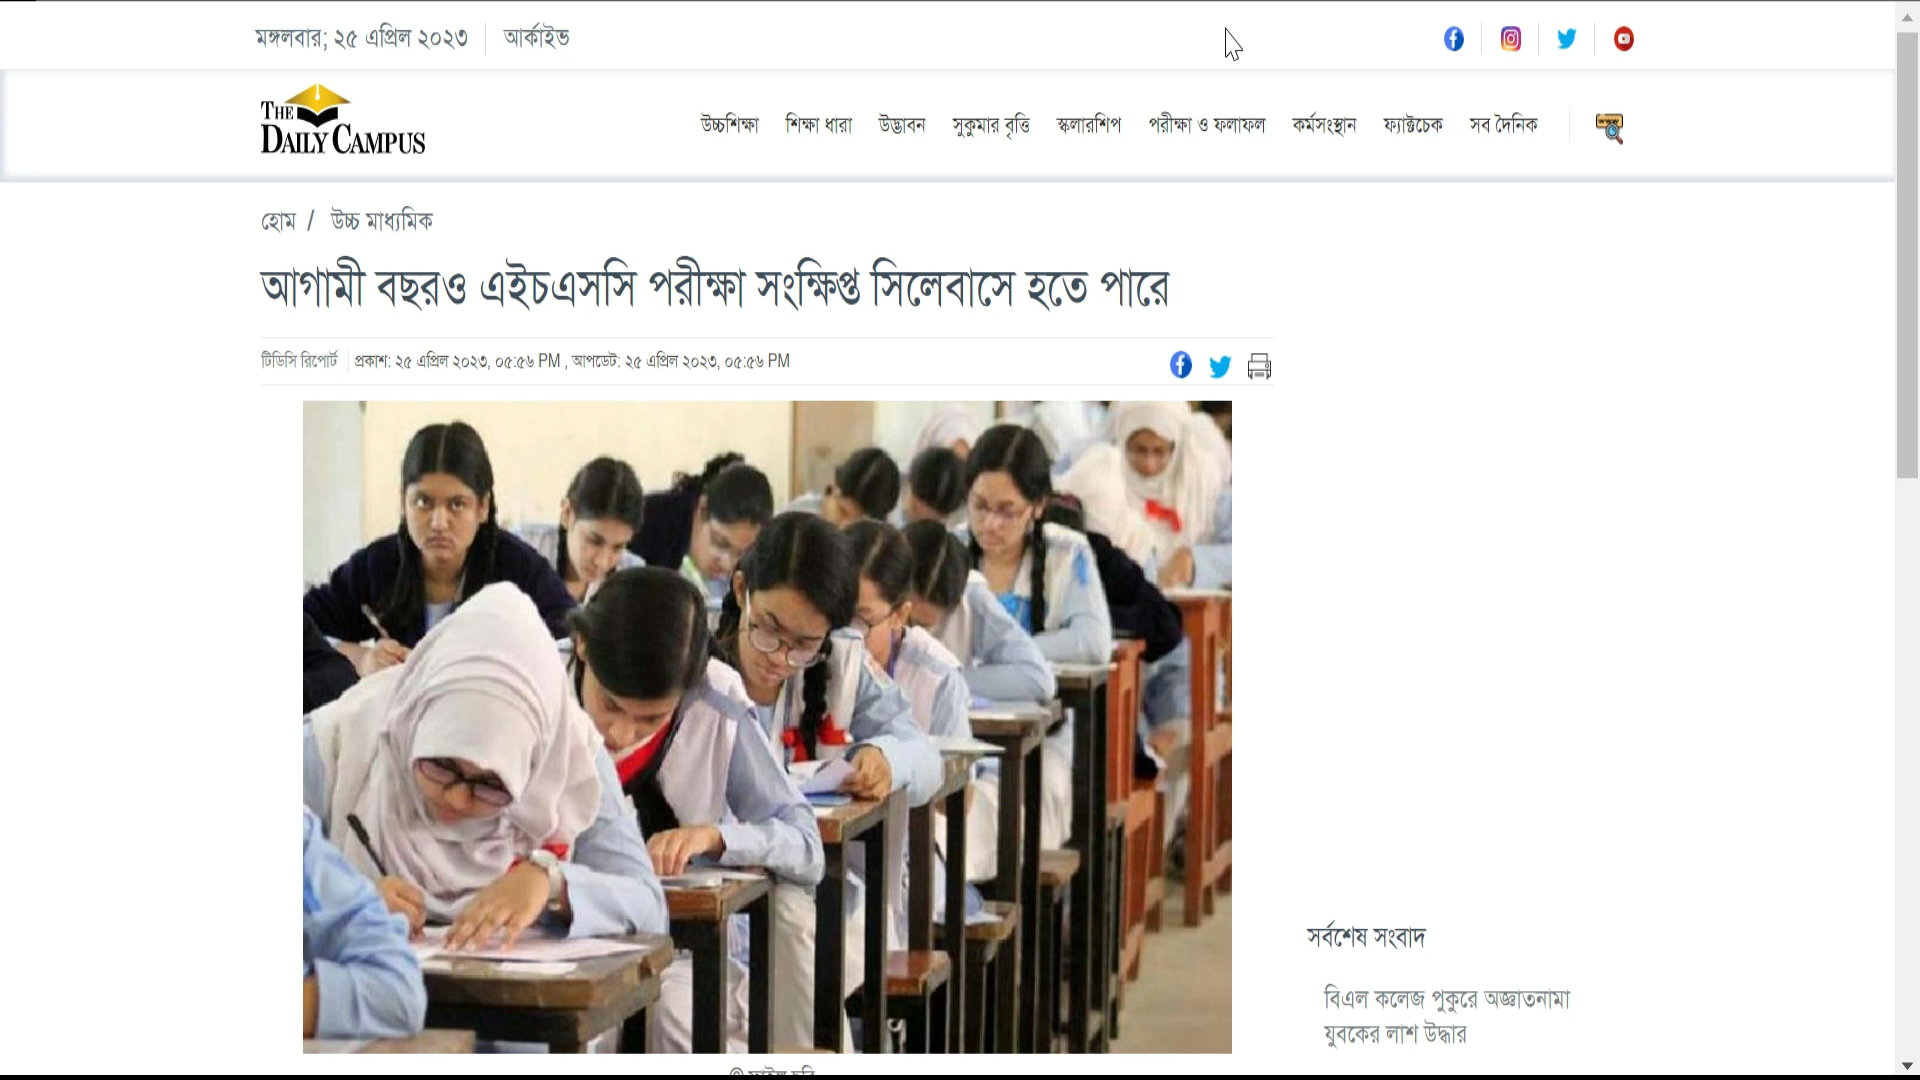 মঙ্গলবার; ২৫ এপ্রিল ২০২৩ আর্কাইভ
THE DAILY CAMPUS
উচ্চশিক্ষা শিক্ষা ধারা উদ্ভাবন সুকুমার বৃত্তি স্কলারশিপ পরীক্ষা ও ফলাফল কর্মসংস্থান ফ্যাক্টচেক সব দৈনিক
হোম / উচ্চ মাধ্যমিক
আগামী বছরও এইচএসসি পরীক্ষা সংক্ষিপ্ত সিলেবাসে হতে পারে
টিডিসি রিপোর্ট প্রকাশ: ২৫ এপ্রিল ২০২৩, ০৫:৫৬ PM , আপডেট: ২৫ এপ্রিল ২০২৩, ০৫:৫৬ PM
সর্বশেষ সংবাদ
বিএল কলেজ পুকুরে অজ্ঞাতনামা
যুবকের লাশ উদ্ধার